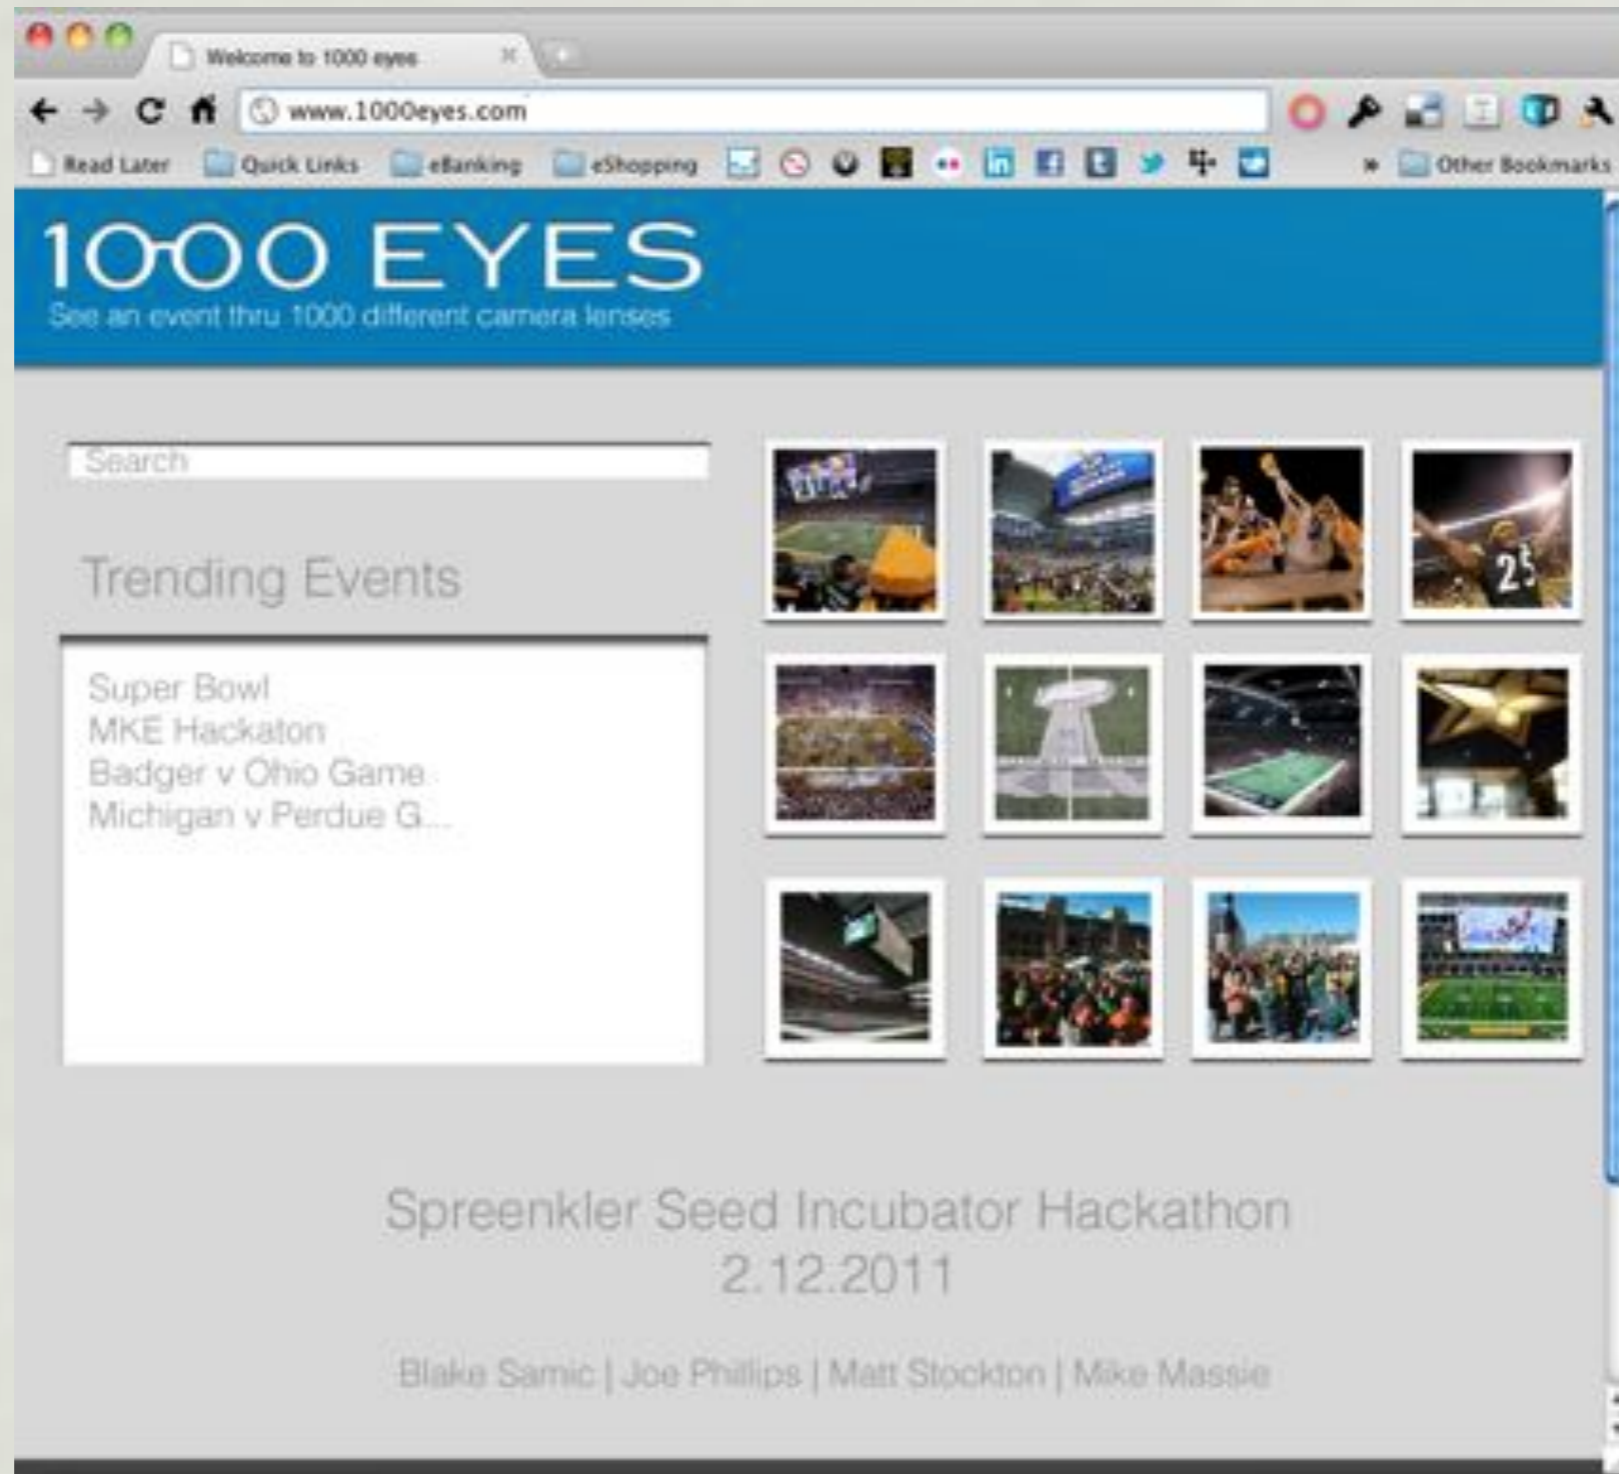 Welcome to 1000 eyes
www.1000eyes.com
Read Later Quick Links eBanking eShopping Other Bookmarks
1000 EYES
See an event thru 1000 different camera lenses
Search
Trending Events
Super Bowl
MKE Hackaton
Badger v Ohio Game
Michigan v Perdue G...
25
Spreenkler Seed Incubator Hackathon
2.12.2011
Blake Samic | Joe Phillips | Matt Stockton | Mike Massie